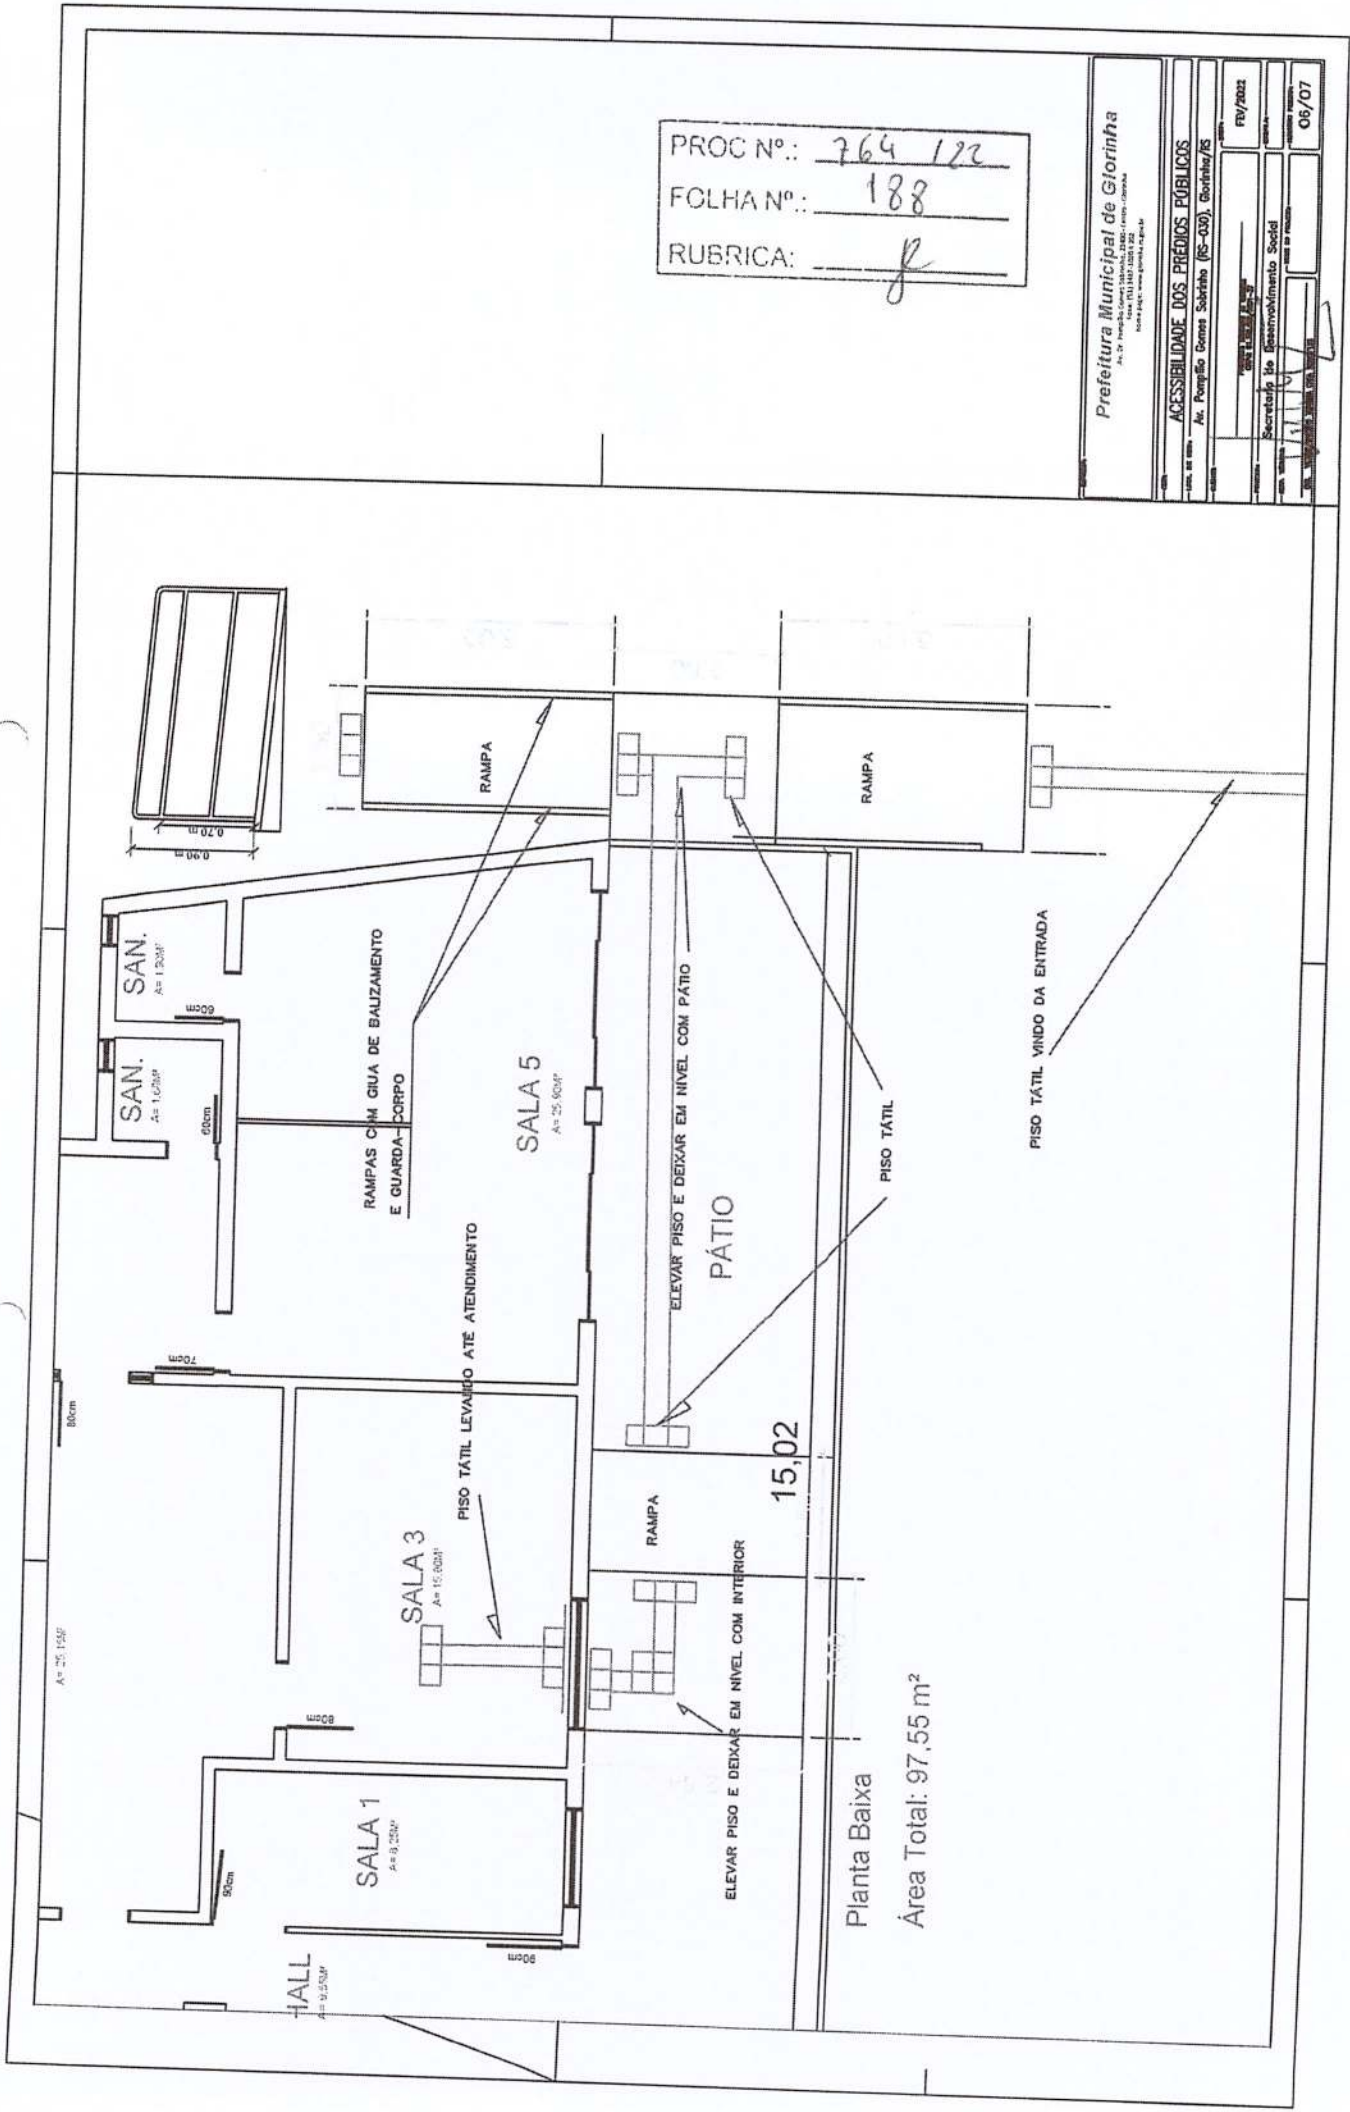 PROC Nº.: 764 / 22
FOLHA Nº.: 188
RUBRICA:
Prefeitura Municipal de Glorinha
ACESSIBILIDADE DOS PRÉDIOS PÚBLICOS
Av. Pompílio Gomes Sobrinho (RS-030), Glorinha/RS
FEV/2022
Secretaria de Desenvolvimento Social
06/07
0.90 m
0.70 m
RAMPA
RAMPA
SAN.
SAN.
60cm
60cm
RAMPAS COM GIUA DE BALIZAMENTO
E GUARDA-CORPO
SALA 5
A= 25.90M²
ELEVAR PISO E DEIXAR EM NÍVEL COM PÁTIO
PÁTIO
PISO TÁTIL
PISO TÁTIL VINDO DA ENTRADA
70cm
80cm
PISO TÁTIL LEVANDO ATÉ ATENDIMENTO
SALA 3
RAMPA
15,02
80cm
ELEVAR PISO E DEIXAR EM NÍVEL COM INTERIOR
SALA 1
90cm
90cm
HALL
Planta Baixa
Área Total: 97,55 m²